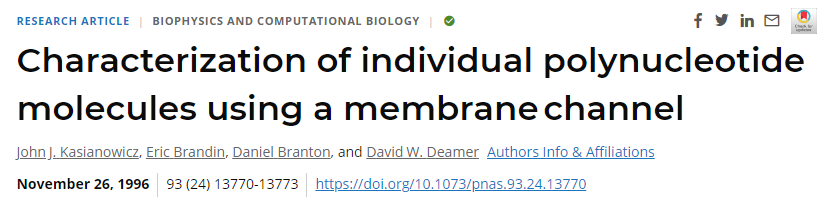 RESEARCH ARTICLE | BIOPHYSICS AND COMPUTATIONAL BIOLOGY |
Characterization of individual polynucleotide
molecules using a membrane channel
John J. Kasianowicz, Eric Brandin, Daniel Branton, and David W. Deamer Authors Info & Affiliations
November 26, 1996 93 (24) 13770-13773 https://doi.org/10.1073/pnas.93.24.13770